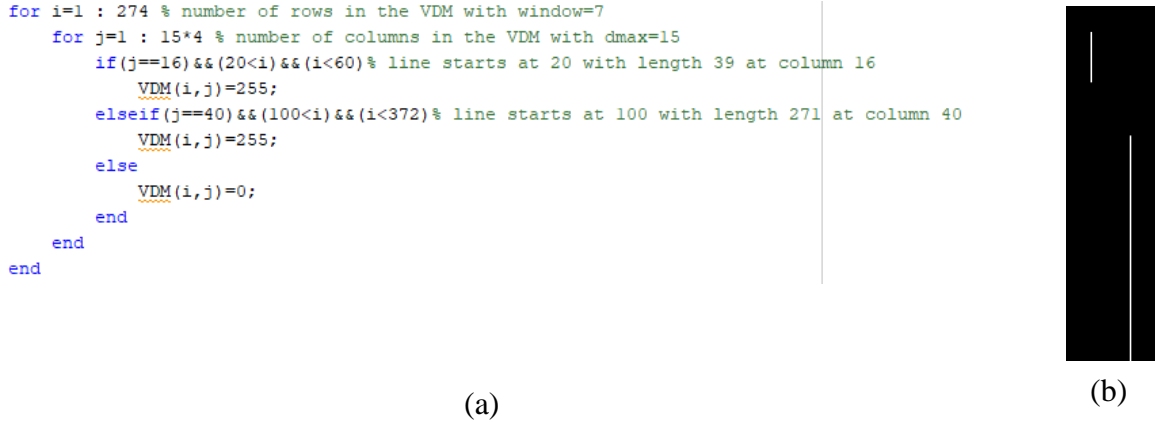 for i=1 : 274 % number of rows in the VDM with window=7
    for j=1 : 15*4 % number of columns in the VDM with dmax=15
        if(j==16)&&(20<i)&&(i<60)% line starts at 20 with length 39 at column 16
            VDM(i,j)=255;
        elseif(j==40)&&(100<i)&&(i<372)% line starts at 100 with length 271 at column 40
            VDM(i,j)=255;
        else
            VDM(i,j)=0;
        end
    end
end
(a)
(b)